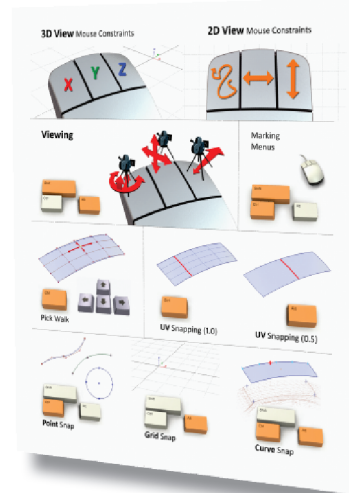 3D View Mouse Constraints
2D View Mouse Constraints
X Y Z
Viewing
Marking
Menus
Pick Walk
UV Snapping (1.0)
UV Snapping (0.5)
Point Snap
Grid Snap
Curve Snap